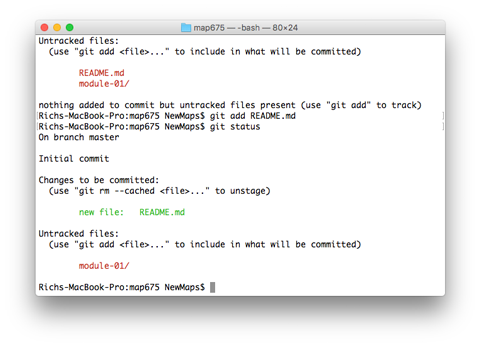 map675 — -bash — 80×24
Untracked files:
  (use "git add <file>..." to include in what will be committed)
        README.md
        module-01/
nothing added to commit but untracked files present (use "git add" to track)
[Richs-MacBook-Pro:map675 NewMaps$ git add README.md ]
[Richs-MacBook-Pro:map675 NewMaps$ git status ]
On branch master
Initial commit
Changes to be committed:
  (use "git rm --cached <file>..." to unstage)
        new file:   README.md
Untracked files:
  (use "git add <file>..." to include in what will be committed)
        module-01/
Richs-MacBook-Pro:map675 NewMaps$